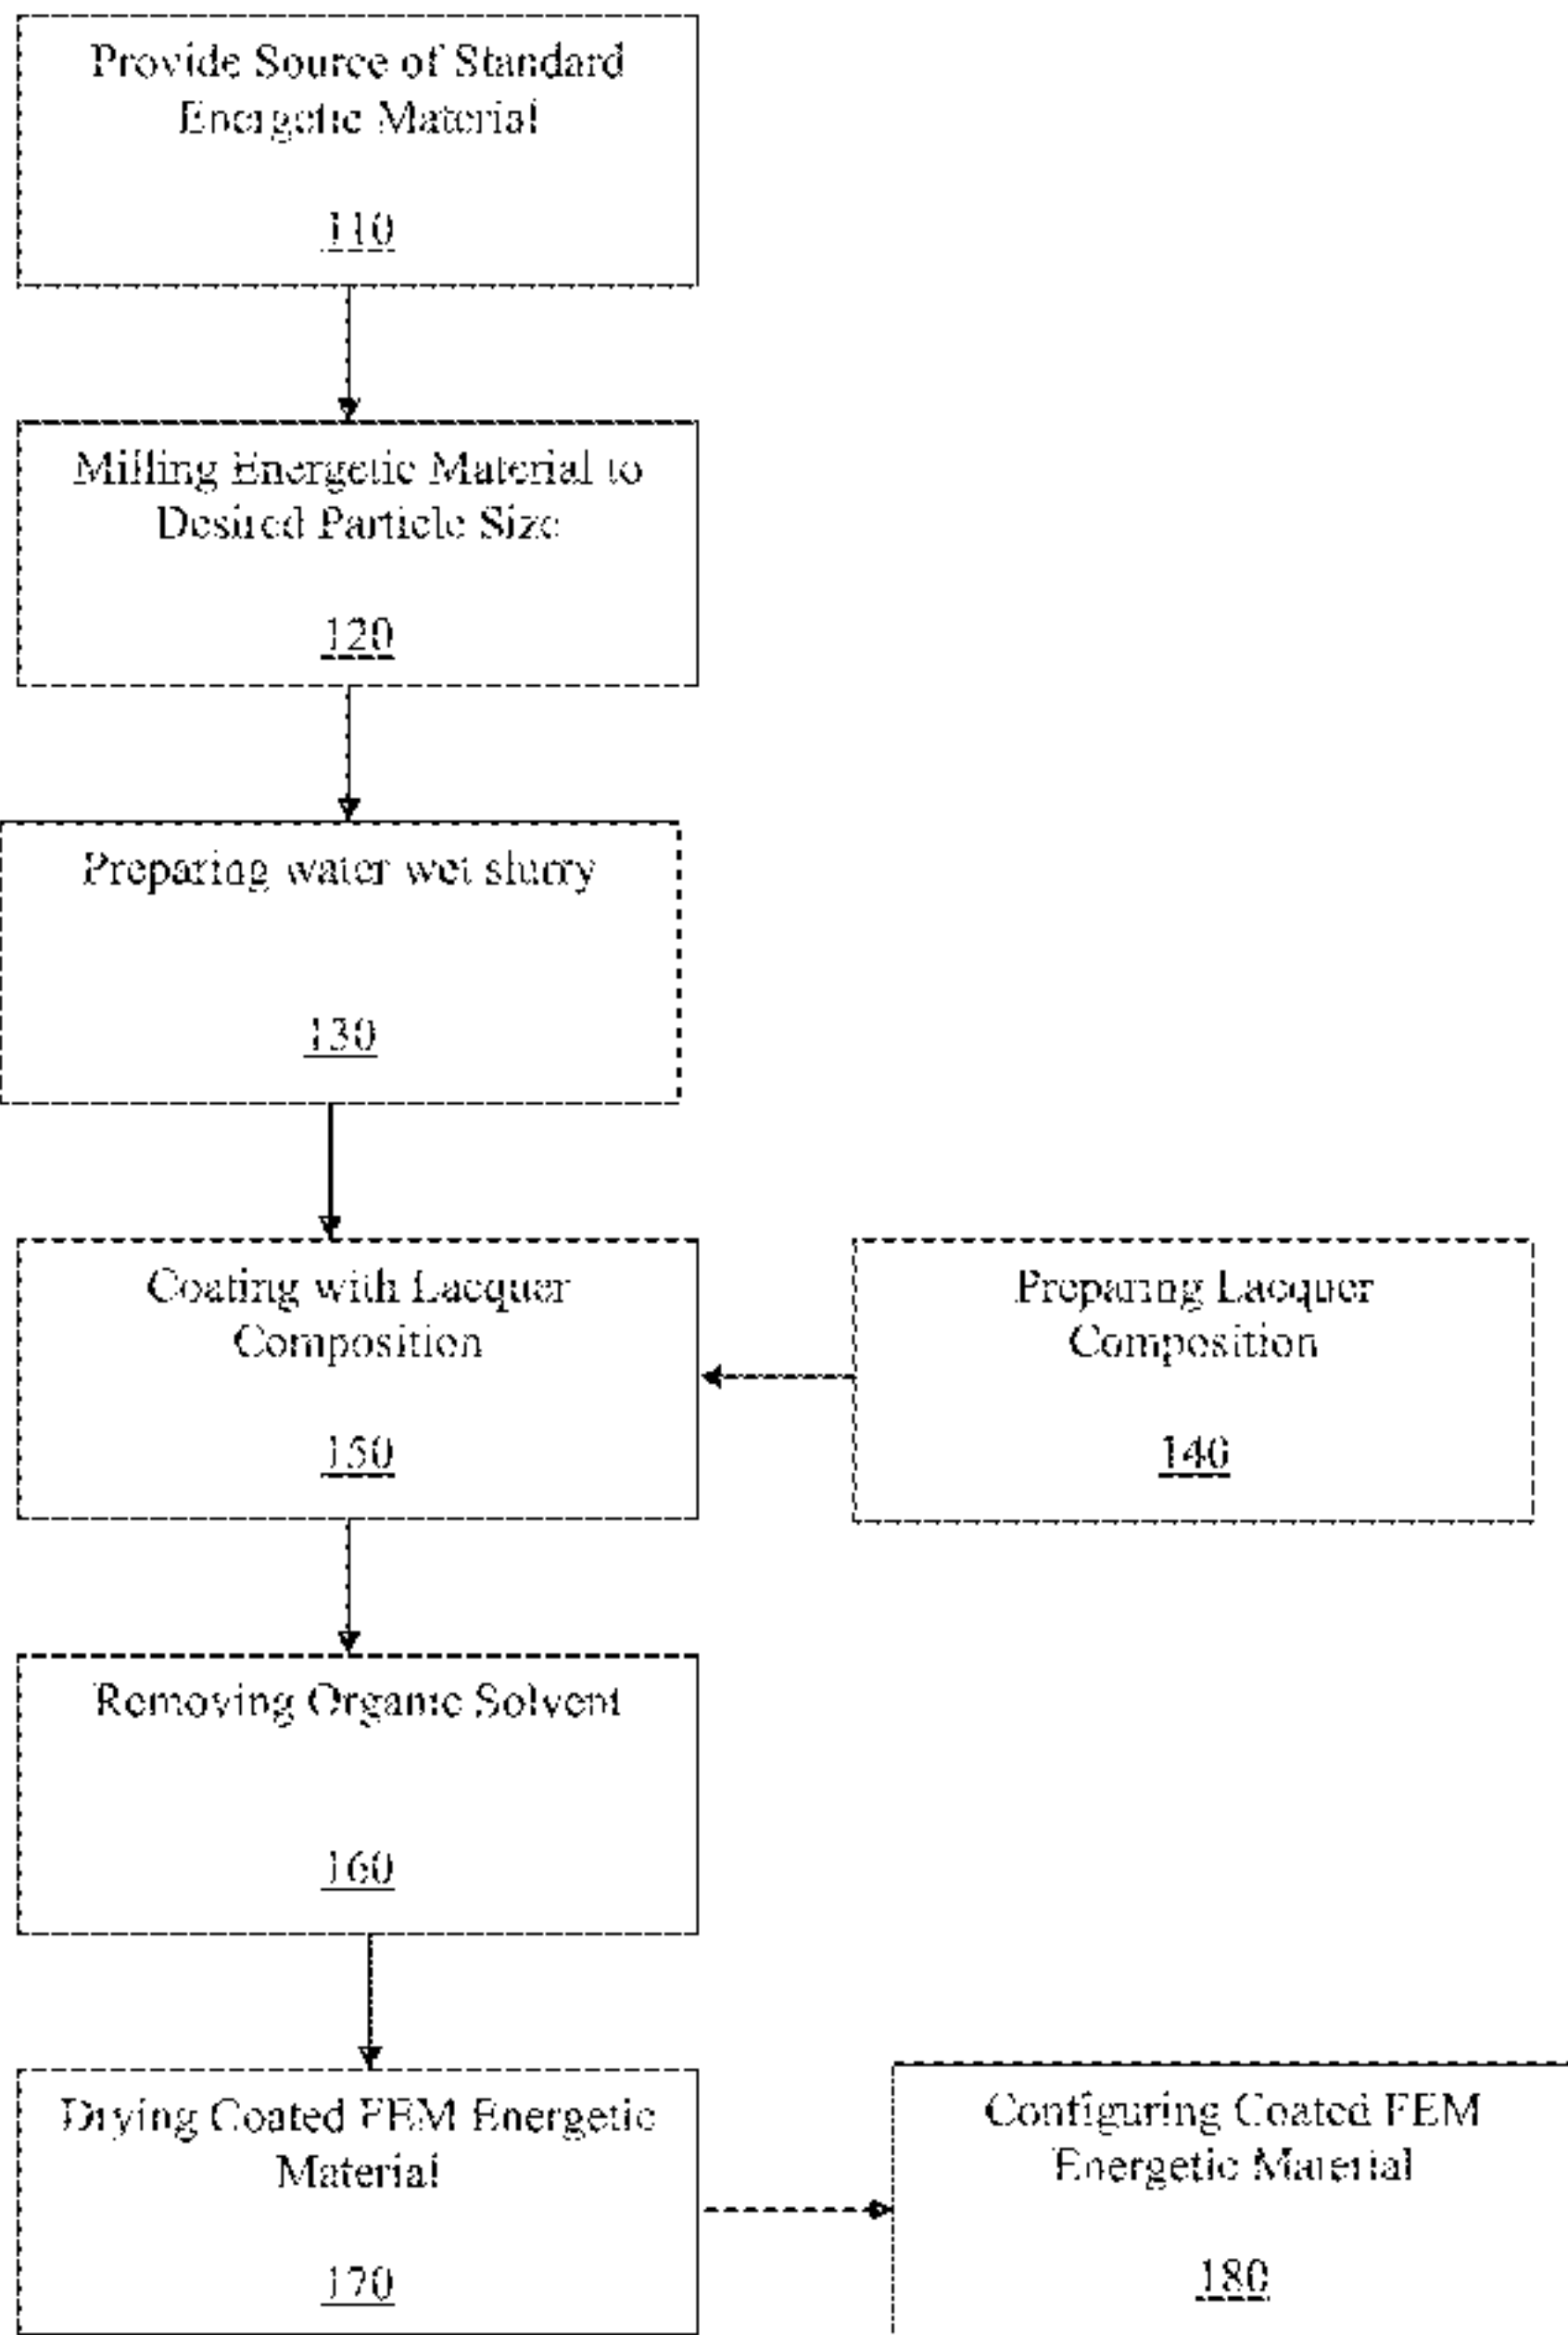 Provide Source of Standard
Energetic Material
110
Milling Energetic Material to
Desired Particle Size
120
Preparing water wet slurry
130
Coating with Lacquer
Composition
150
Preparing Lacquer
Composition
140
Removing Organic Solvent
160
Drying Coated FEM Energetic
Material
170
Configuring Coated FEM
Energetic Material
180